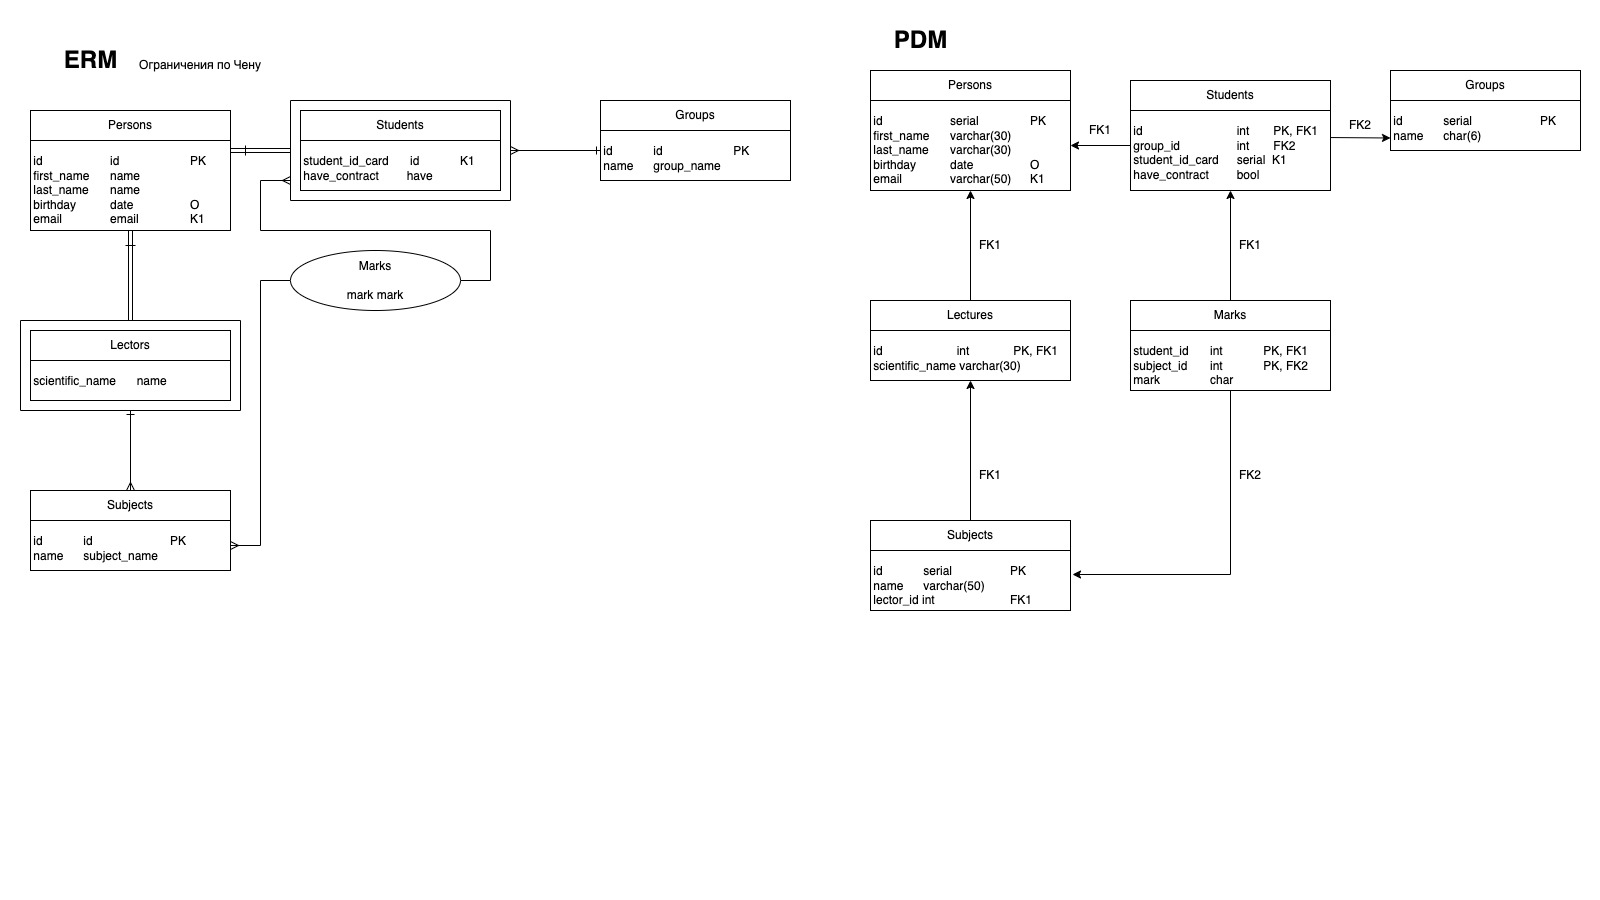 ERM
Ограничения по Чену
Persons
id id PK
first_name name
last_name name
birthday date O
email email K1
Students
student_id_card id K1
have_contract have
Groups
id id PK
name group_name
Marks
mark mark
Lectors
scientific_name name
Subjects
id id PK
name subject_name
PDM
Persons
id serial PK
first_name varchar(30)
last_name varchar(30)
birthday date O
email varchar(50) K1
FK1
Students
id int PK, FK1
group_id int FK2
student_id_card serial K1
have_contract bool
FK2
Groups
id serial PK
name char(6)
FK1
FK1
Lectures
id int PK, FK1
scientific_name varchar(30)
Marks
student_id int PK, FK1
subject_id int PK, FK2
mark char
FK1
FK2
Subjects
id serial PK
name varchar(50)
lector_id int FK1